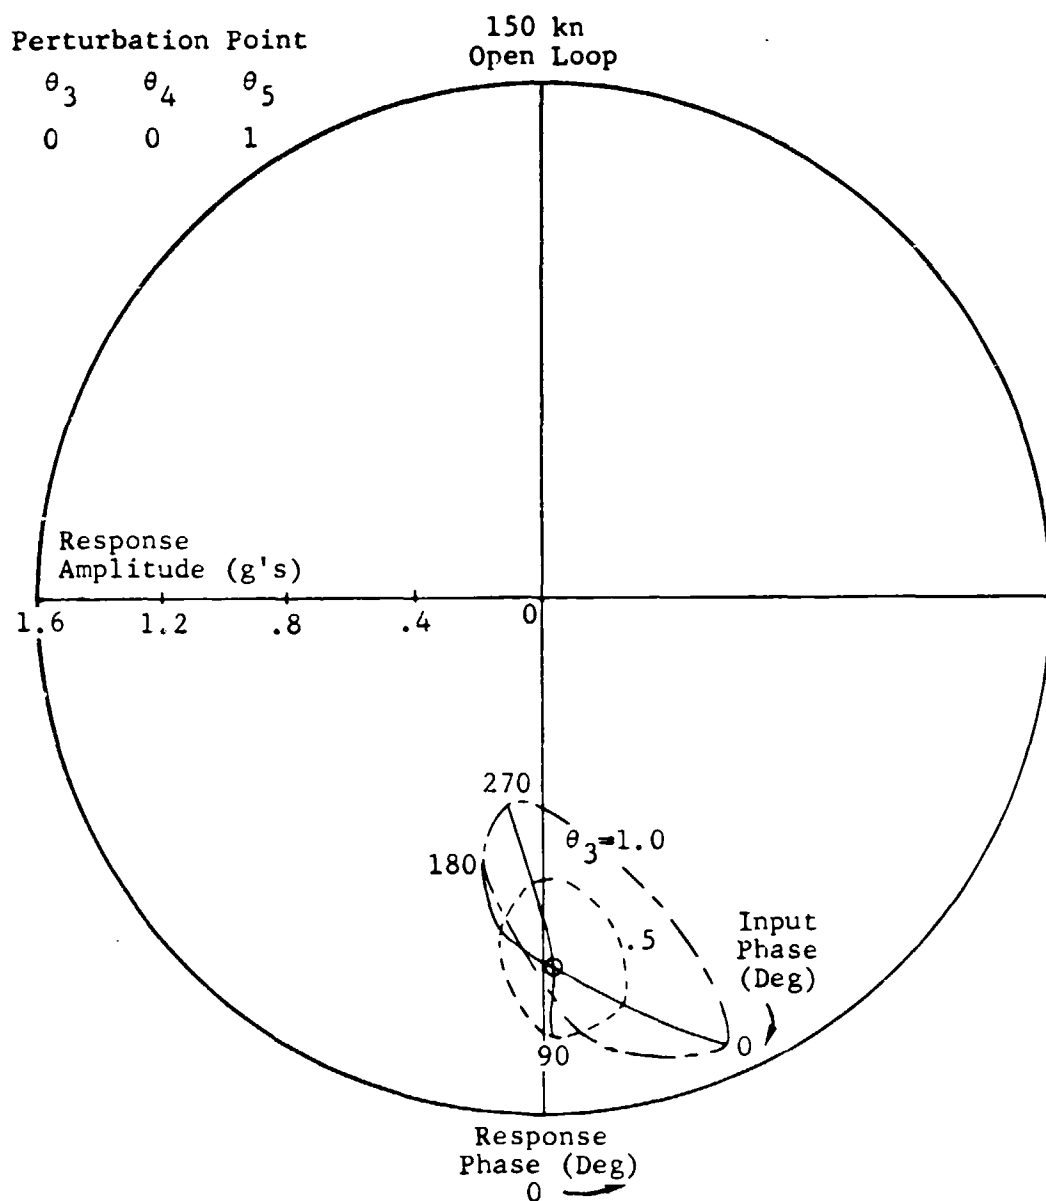 150 kn
Open Loop
Perturbation Point
θ3 θ4 θ5
0 0 1
Response
Amplitude (g's)
1.6 1.2 .8 .4 0
270
θ3=1.0
180
.5
Input
Phase
(Deg)
0
90
Response
Phase (Deg)
0